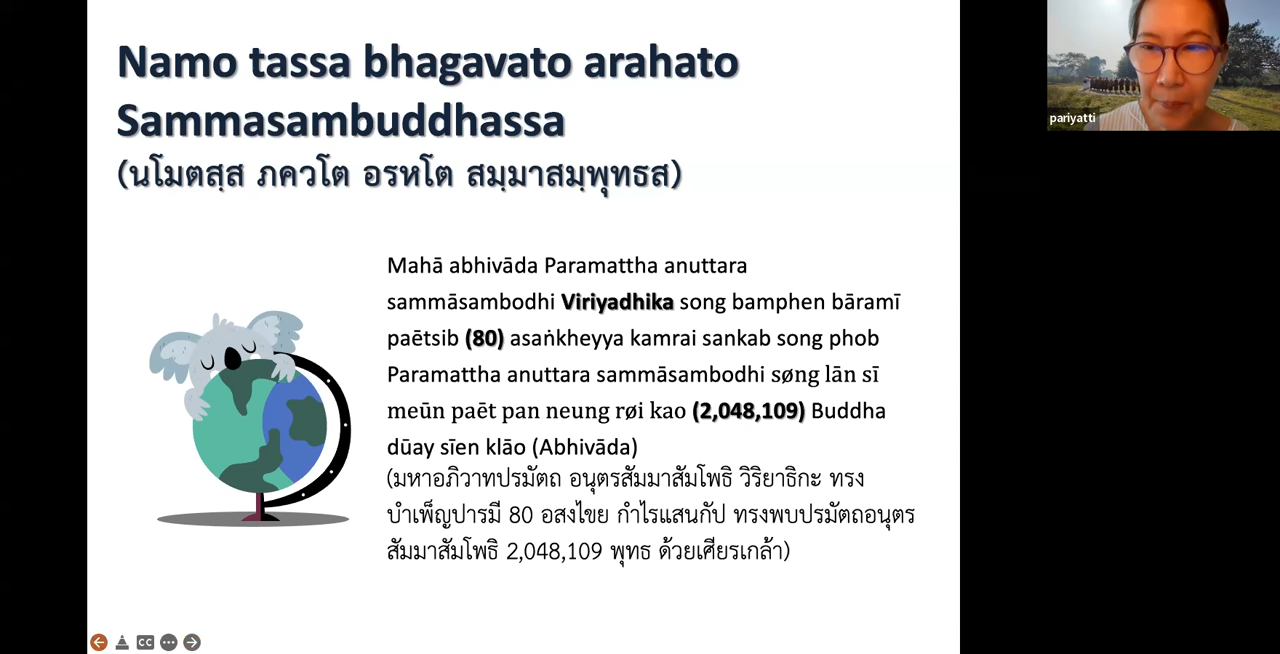 Namo tassa bhagavato arahato
Sammasambuddhassa
(นโมตสฺส ภควโต อรหโต สมฺมาสมฺพุทธส)
Mahā abhivāda Paramattha anuttara
sammāsambodhi Viriyadhika song bamphen bāramī
paētsib (80) asaṅkheyya kamrai sankab song phob
Paramattha anuttara sammāsambodhi søng lān sī
meūn paēt pan neung røi kao (2,048,109) Buddha
dūay sīen klāo (Abhivāda)
(มหาอภิวาทปรมัตถ อนุตรสัมมาสัมโพธิ วิริยาธิกะ ทรง
บำเพ็ญปารมี 80 อสงไขย กำไรแสนกัป ทรงพบปรมัตถอนุตร
สัมมาสัมโพธิ 2,048,109 พุทธ ด้วยเศียรเกล้า)
pariyatti
CC